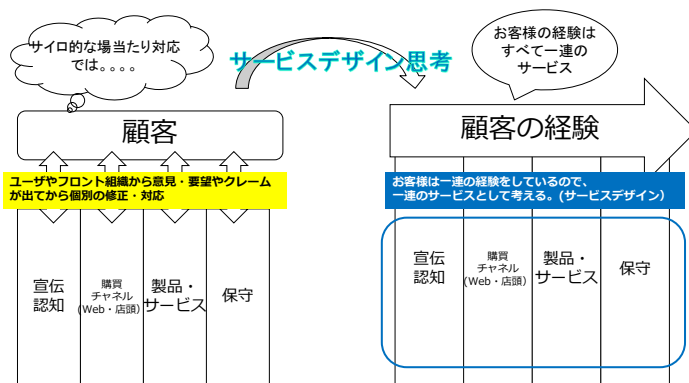 サイロ的な場当たり対応
では。。。。
サービスデザイン思考
お客様の経験は
すべて一連の
サービス
顧客
顧客の経験
ユーザやフロント組織から意見・要望やクレーム
が出てから個別の修正・対応
お客様は一連の経験をしているので、
一連のサービスとして考える。(サービスデザイン）
宣伝
認知
購買
チャネル
(Web・店頭)
製品・
サービス
保守
宣伝
認知
購買
チャネル
(Web・店頭)
製品・
サービス
保守